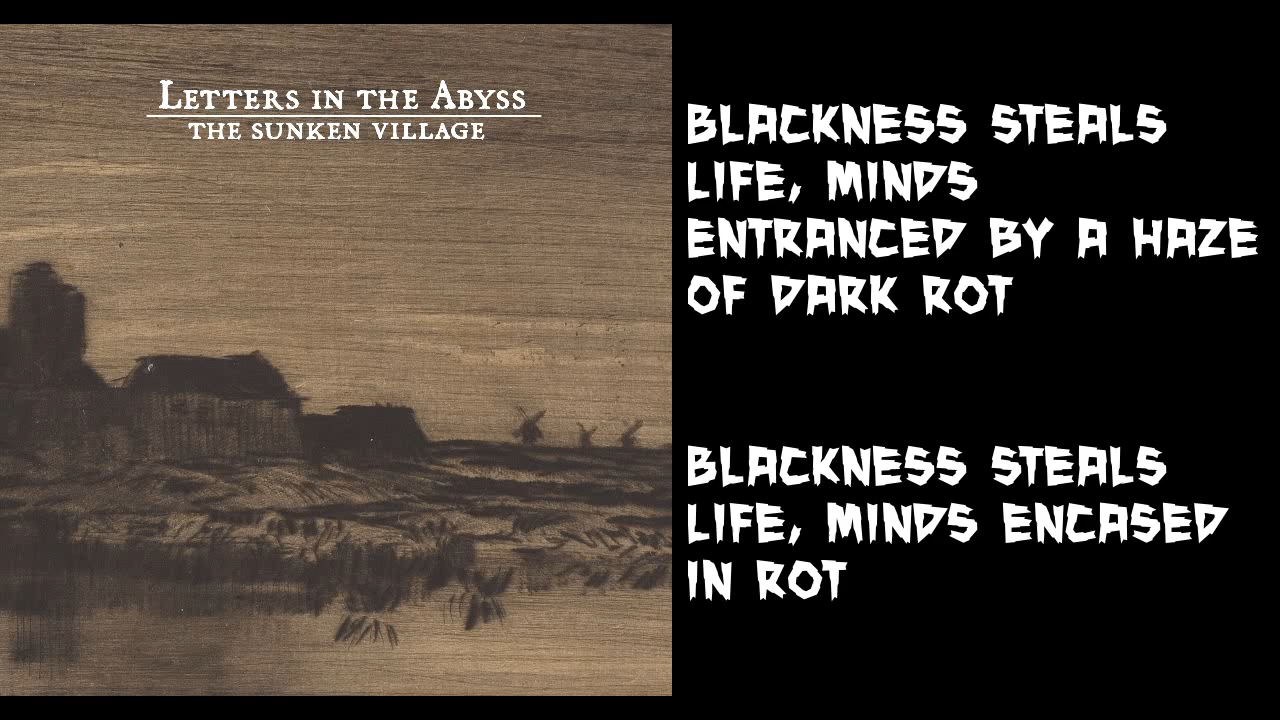 Letters in the Abyss
the sunken village
BLACKNESS STEALS
LIFE, MINDS
ENTRANCED BY A HAZE
OF DARK ROT
BLACKNESS STEALS
LIFE, MINDS ENCASED
IN ROT